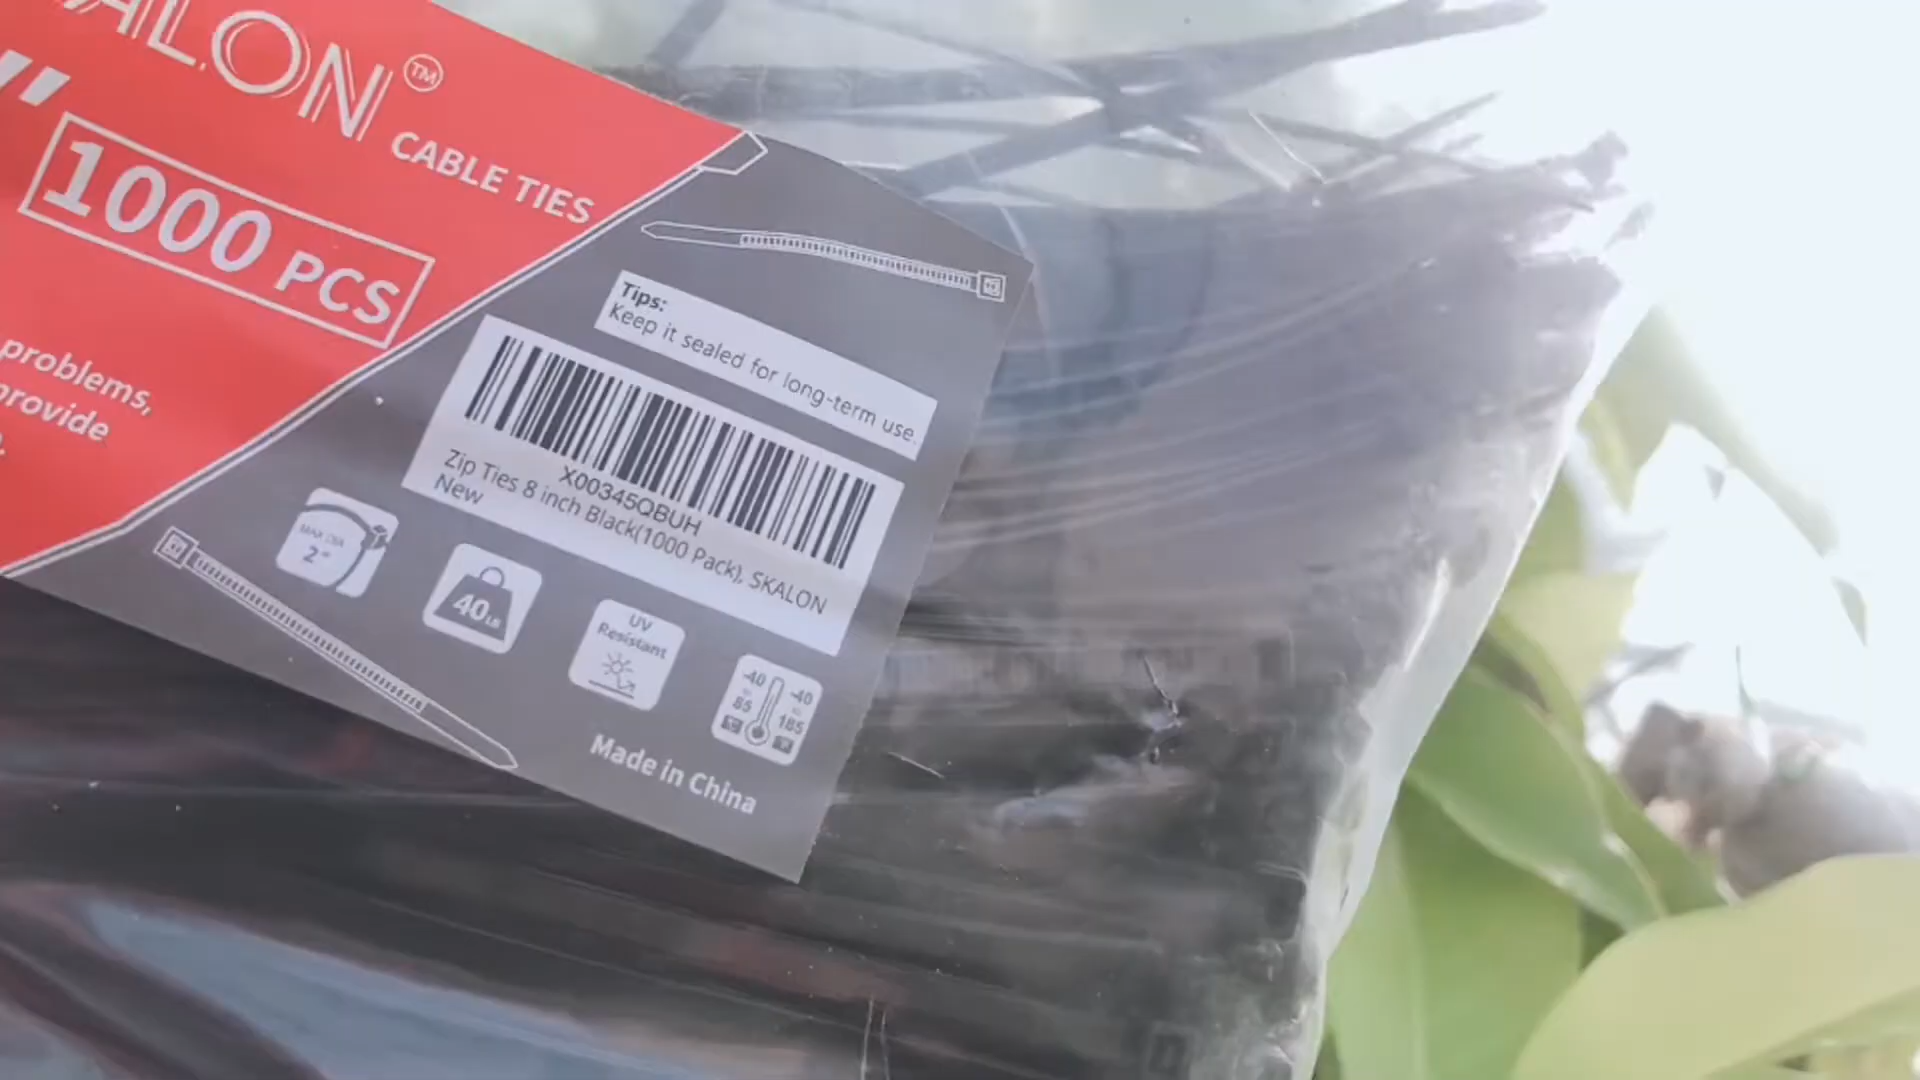 ALON™
CABLE TIES
"
1000 PCS
problems,
provide
Tips:
Keep it sealed for long-term use.
X00345QBUH
Zip Ties 8 inch Black(1000 Pack), SKALON
New
MAX DIA
2"
40LB
UV
Resistant
-40 -40
85 185
°C °F
Made in China